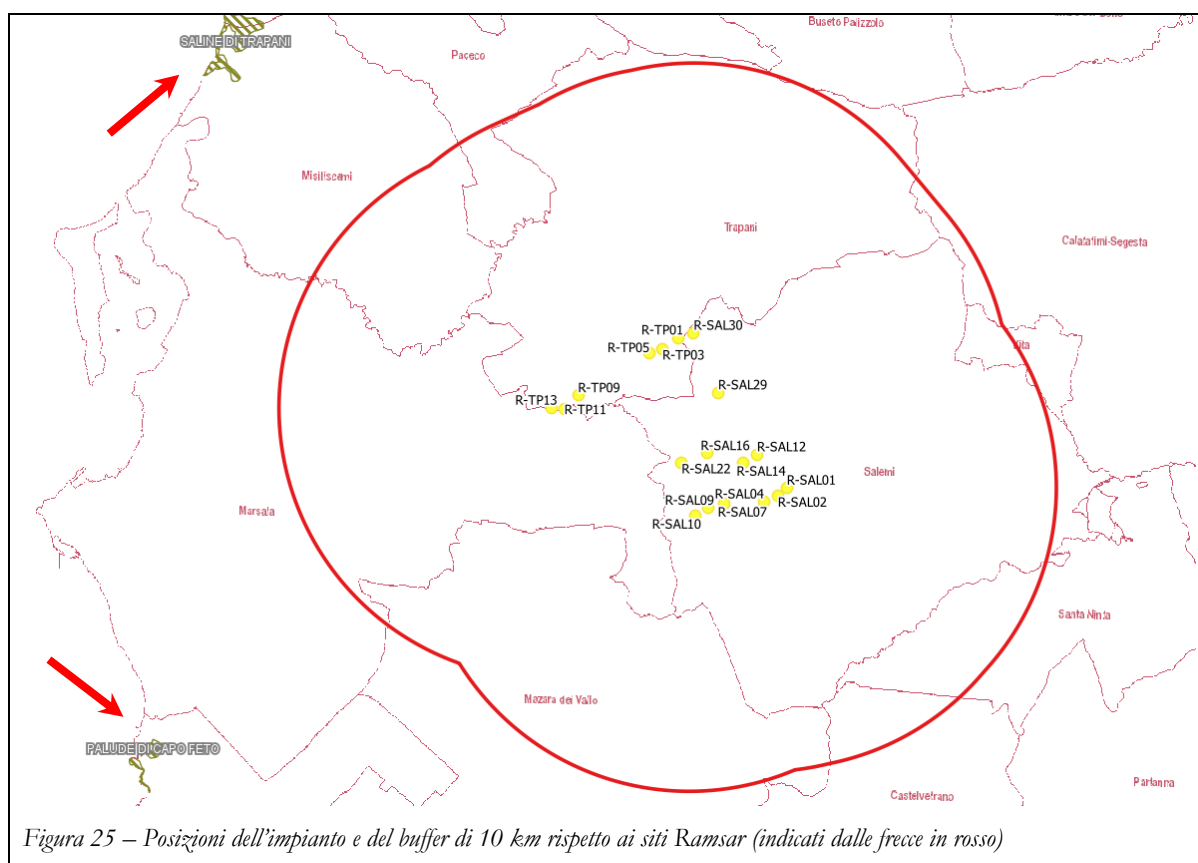 SALINE DI TRAPANI
Paceco
Buseto Palizzolo
Misiliscemi
Trapani
Calatafimi-Segesta
R-TP01
R-SAL30
R-TP05
R-TP03
Vita
R-TP09
R-SAL29
R-TP13
R-TP11
R-SAL16
R-SAL12
R-SAL22
R-SAL14
Salemi
R-SAL01
R-SAL09
R-SAL04
R-SAL02
R-SAL07
R-SAL10
Marsala
Santa Ninfa
Mazara del Vallo
PALUDE DI CAPO FETO
Partanna
Castelvetrano
Figura 25 – Posizioni dell'impianto e del buffer di 10 km rispetto ai siti Ramsar (indicati dalle frecce in rosso)